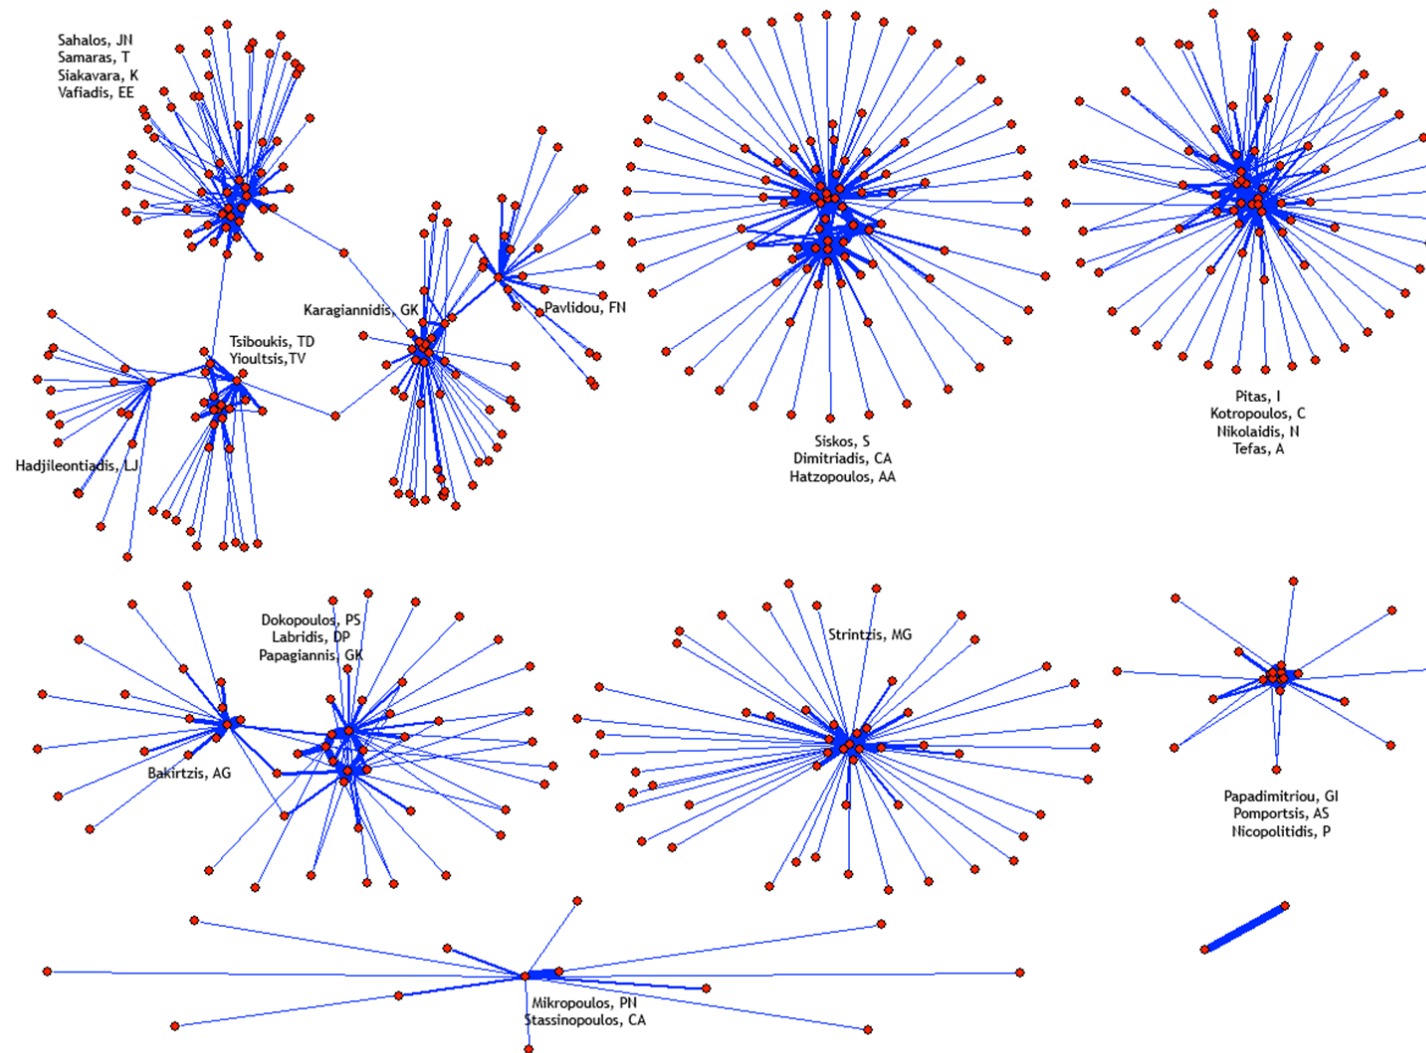 Sahalos, JN
Samaras, T
Siakavara, K
Vafiadis, EE
Karagiannidis, GK
Pavlidou, FN
Tsiboukis, TD
Yioultsis,TV
Hadjileontiadis, LJ
Siskos, S
Dimitriadis, CA
Hatzopoulos, AA
Pitas, I
Kotropoulos, C
Nikolaidis, N
Tefas, A
Dokopoulos, PS
Labridis, DP
Papagiannis, GK
Bakirtzis, AG
Strintzis, MG
Papadimitriou, GI
Pomportsis, AS
Nicopolitidis, P
Mikropoulos, PN
Stassinopoulos, CA